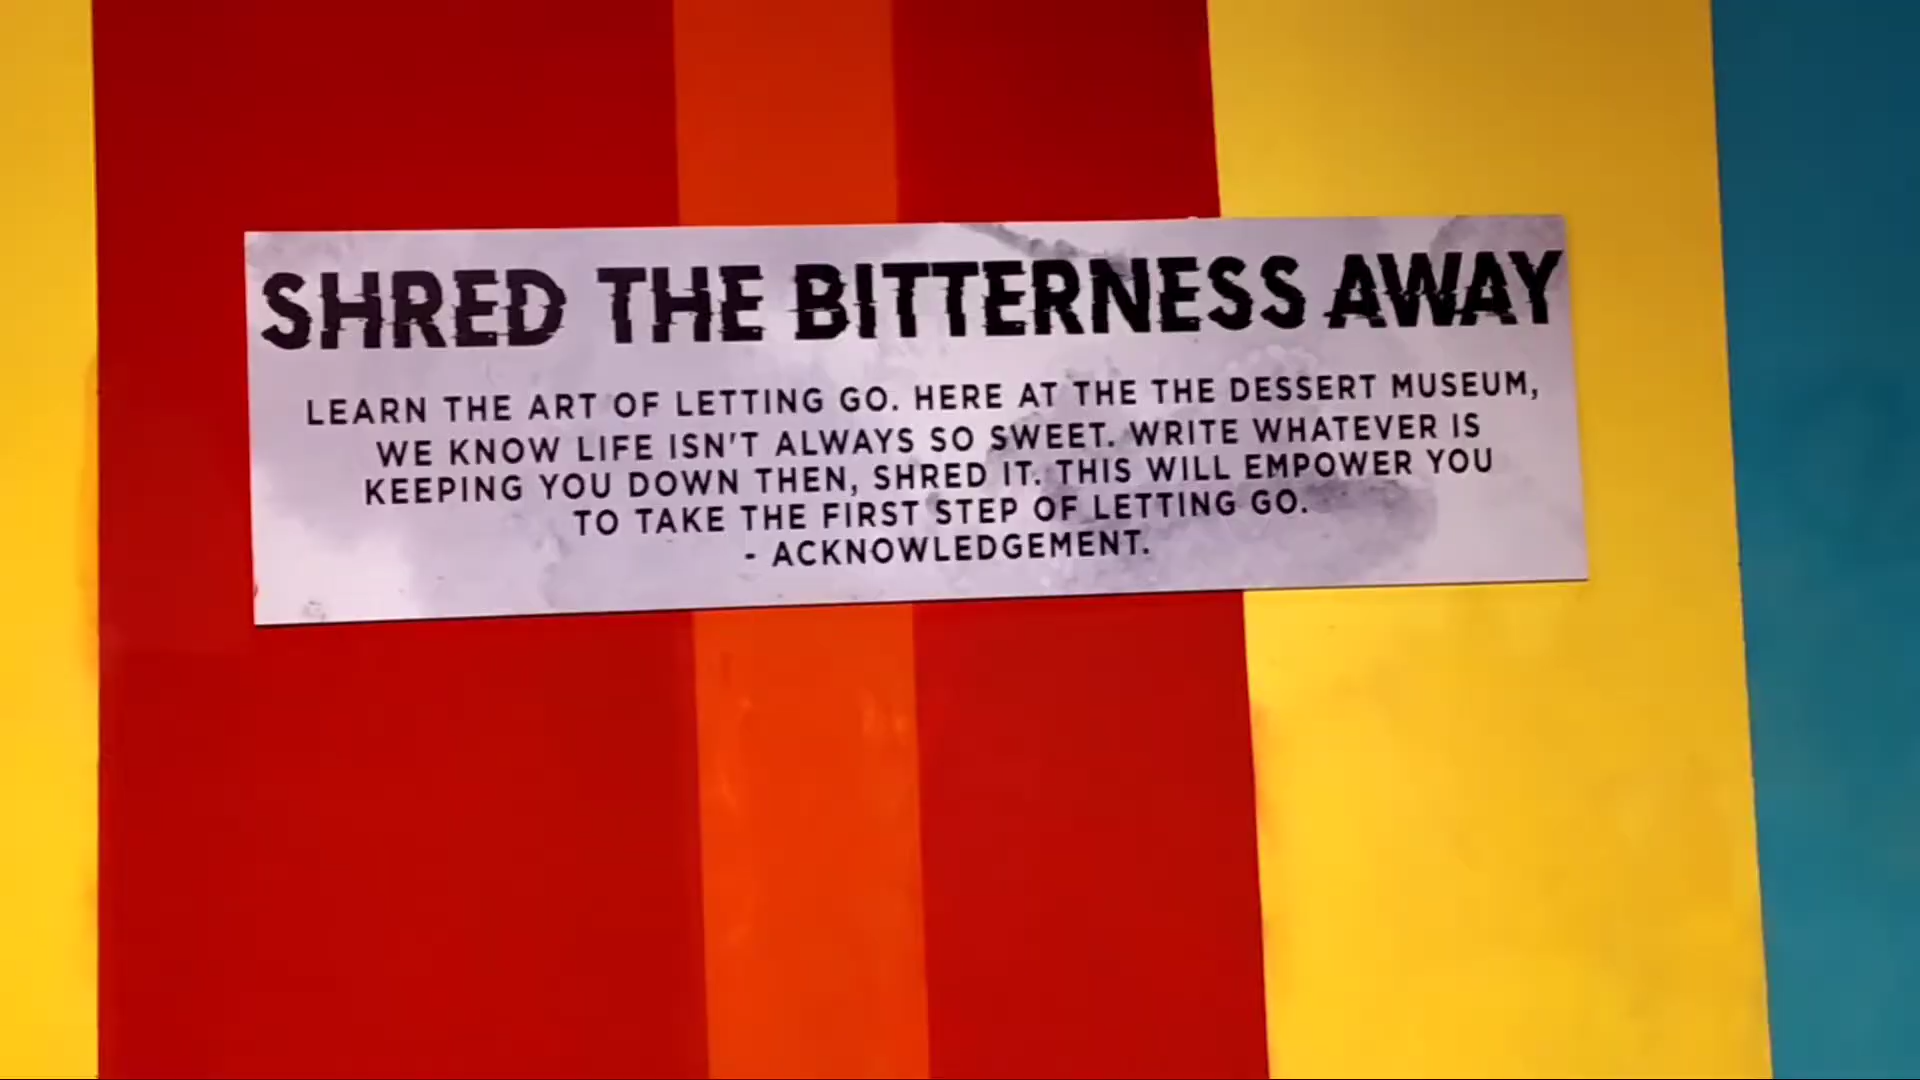 SHRED THE BITTERNESS AWAY
LEARN THE ART OF LETTING GO. HERE AT THE THE DESSERT MUSEUM,
WE KNOW LIFE ISN'T ALWAYS SO SWEET. WRITE WHATEVER IS
KEEPING YOU DOWN THEN, SHRED IT. THIS WILL EMPOWER YOU
TO TAKE THE FIRST STEP OF LETTING GO.
- ACKNOWLEDGEMENT.